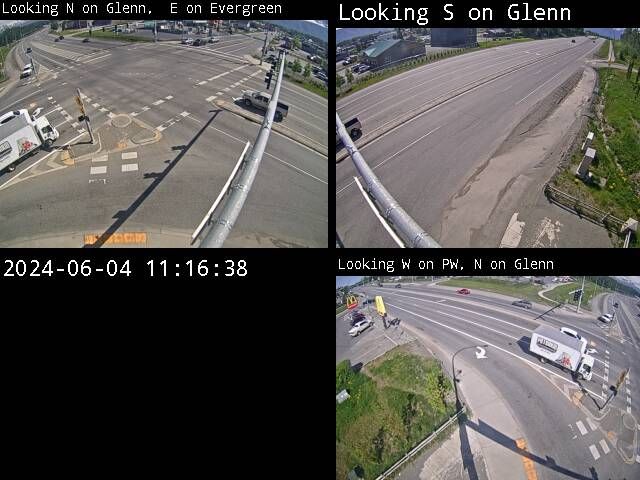 Looking N on Glenn,  E on Evergreen
Looking S on Glenn
2024-06-04 11:16:38
Looking W on PW, N on Glenn